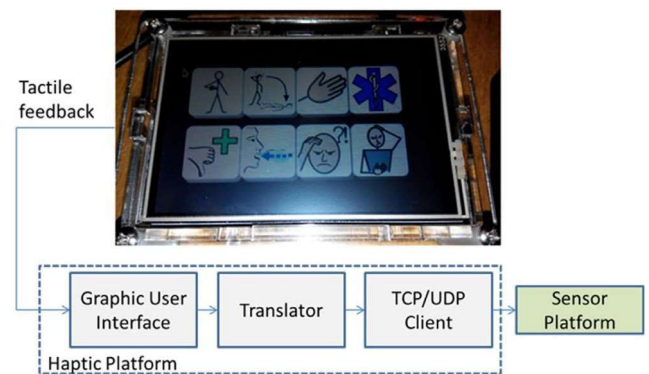 Tactile
feedback
?!
Graphic User
Interface
Translator
TCP/UDP
Client
Sensor
Platform
Haptic Platform